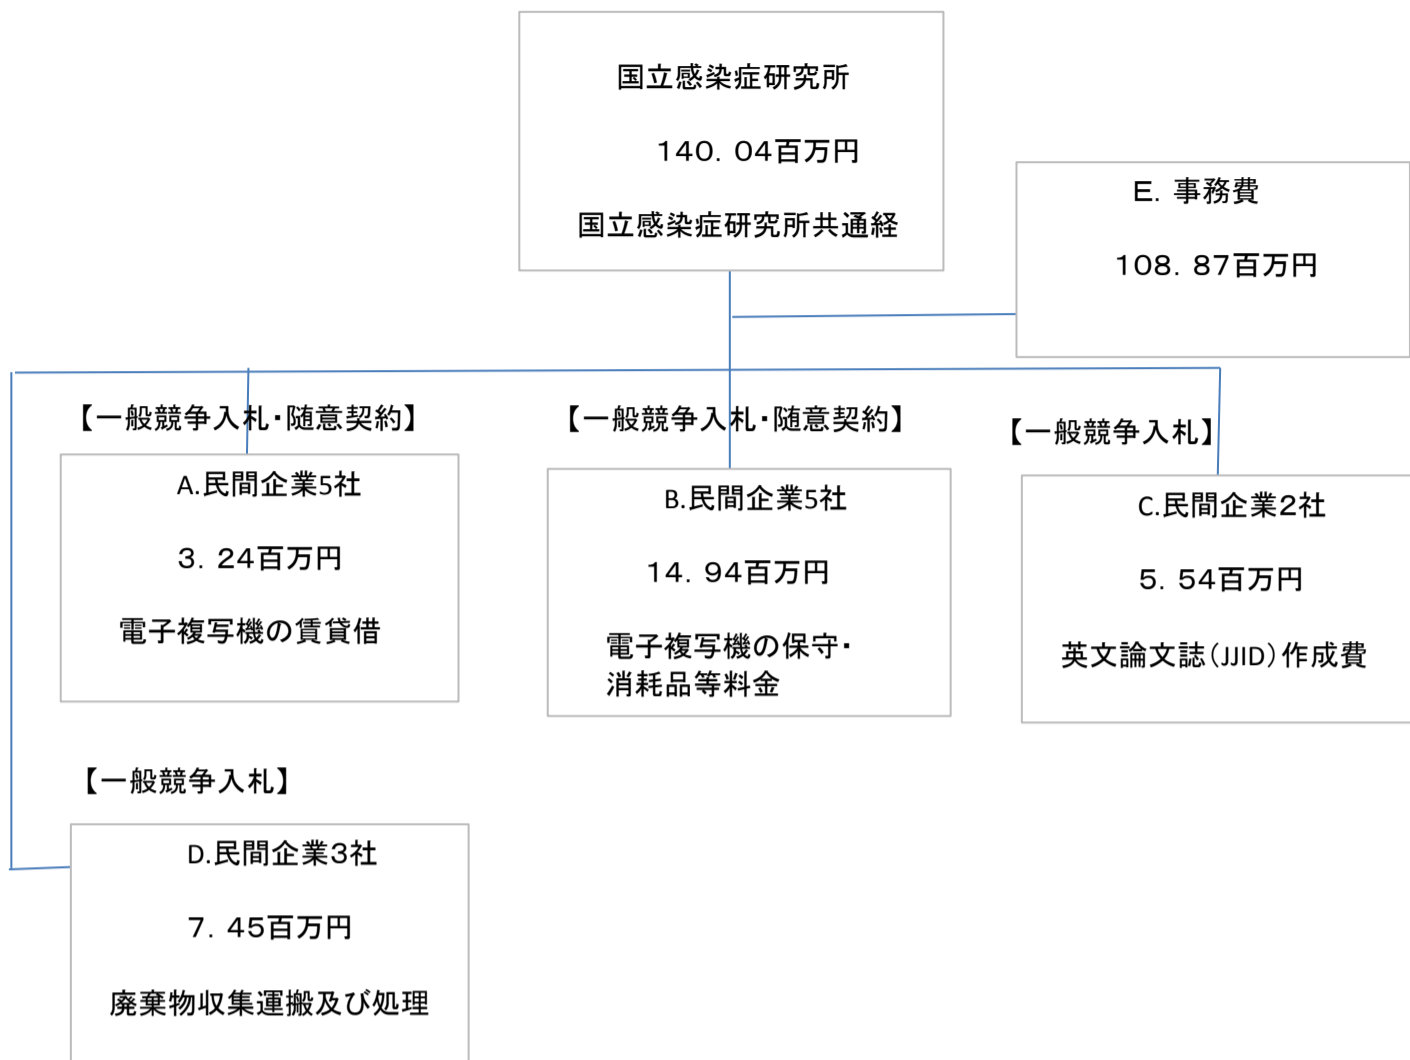 国立感染症研究所
140．04百万円
国立感染症研究所共通経
E．事務費
108．87百万円
【一般競争入札・随意契約】
A.民間企業5社
3．24百万円
電子複写機の賃貸借
【一般競争入札・随意契約】
B.民間企業5社
14．94百万円
電子複写機の保守・
消耗品等料金
【一般競争入札】
C.民間企業２社
5．54百万円
英文論文誌（JJID）作成費
【一般競争入札】
D.民間企業３社
7．45百万円
廃棄物収集運搬及び処理